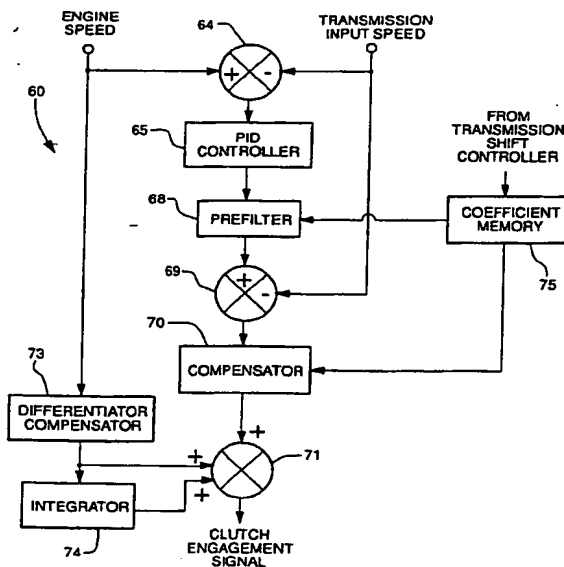 ENGINE
SPEED
64
TRANSMISSION
INPUT SPEED
+
-
60
65
PID
CONTROLLER
FROM
TRANSMISSION
SHIFT
CONTROLLER
68
PREFILTER
COEFFICIENT
MEMORY
75
69
+
-
70
COMPENSATOR
73
DIFFERENTIATOR
COMPENSATOR
+
+
71
+
INTEGRATOR
74
CLUTCH
ENGAGEMENT
SIGNAL